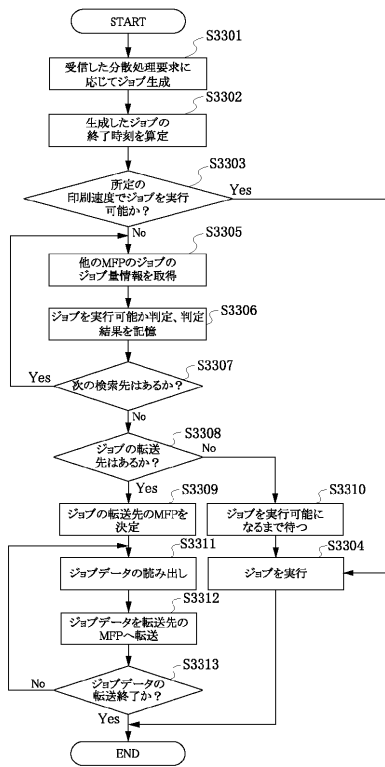 START
S3301
受信した分散処理要求に
応じてジョブ生成
S3302
生成したジョブの
終了時刻を算定
S3303
所定の
印刷速度でジョブを実行
可能か？
Yes
No
S3305
他のMFPのジョブの
ジョブ量情報を取得
S3306
ジョブを実行可能か判定、判定
結果を記憶
S3307
次の検索先はあるか？
Yes
No
S3308
ジョブの転送
先はあるか？
No
Yes
S3309
ジョブの転送先のMFPを
決定
S3310
ジョブを実行可能に
なるまで待つ
S3311
ジョブデータの読み出し
S3304
ジョブを実行
S3312
ジョブデータを転送先の
MFPへ転送
S3313
ジョブデータの
転送終了か？
No
Yes
END